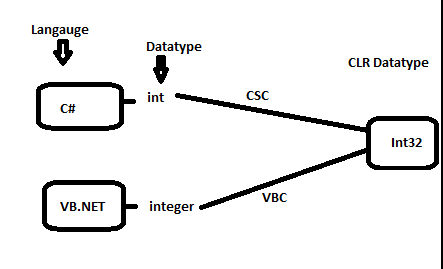 Langauge
Datatype
CLR Datatype
C#
int
CSC
Int32
VB.NET
integer
VBC